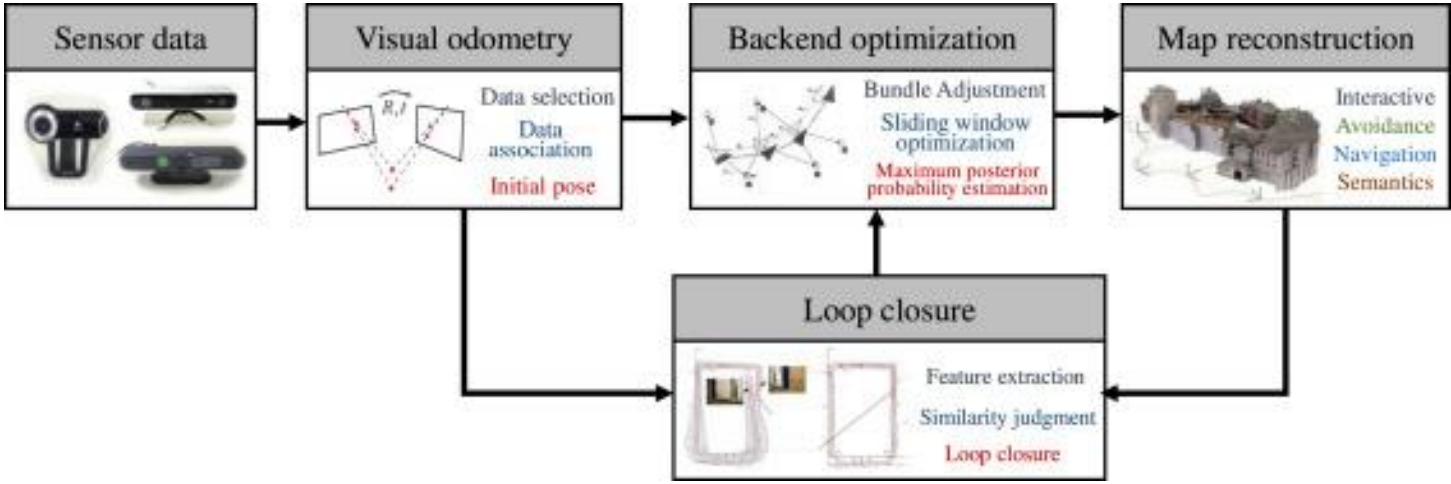 Sensor data
Visual odometry
R,t
Data selection
Data
association
Initial pose
Backend optimization
Bundle Adjustment
Sliding window
optimization
Maximum posterior
probability estimation
Map reconstruction
Interactive
Avoidance
Navigation
Semantics
Loop closure
Feature extraction
Similarity judgment
Loop closure